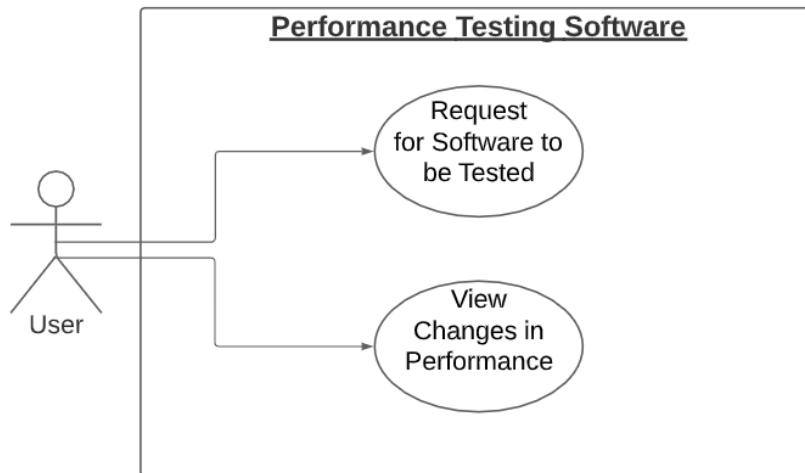 Performance Testing Software
Request
for Software to
be Tested
User
View
Changes in
Performance